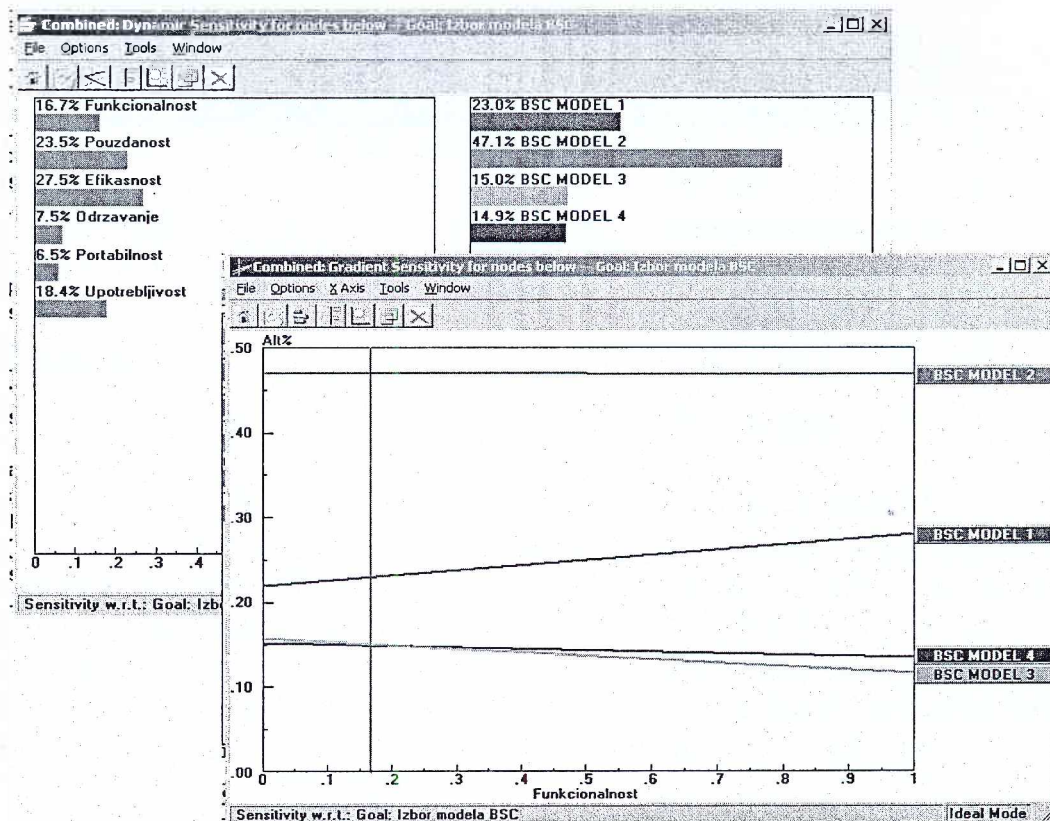 Combined: Dynamic Sensitivity for nodes below -- Goal: Izbor modela BSC
File Options Tools Window
16.7% Funkcionalnost
23.5% Pouzdanost
27.5% Efikasnost
7.5% Odrzavanje
6.5% Portabilnost
18.4% Upotrebljivost
0 .1 .2 .3 .4
23.0% BSC MODEL 1
47.1% BSC MODEL 2
15.0% BSC MODEL 3
14.9% BSC MODEL 4
Sensitivity w.r.t.: Goal: Izb
Combined: Gradient Sensitivity for nodes below -- Goal: Izbor modela BSC
File Options X Axis Tools Window
Alt%
.50
.40
.30
.20
.10
.00
0 .1 .2 .3 .4 .5 .6 .7 .8 .9 1
Funkcionalnost
BSC MODEL 2
BSC MODEL 1
BSC MODEL 4
BSC MODEL 3
Sensitivity w.r.t.: Goal: Izbor modela BSC
Ideal Mode